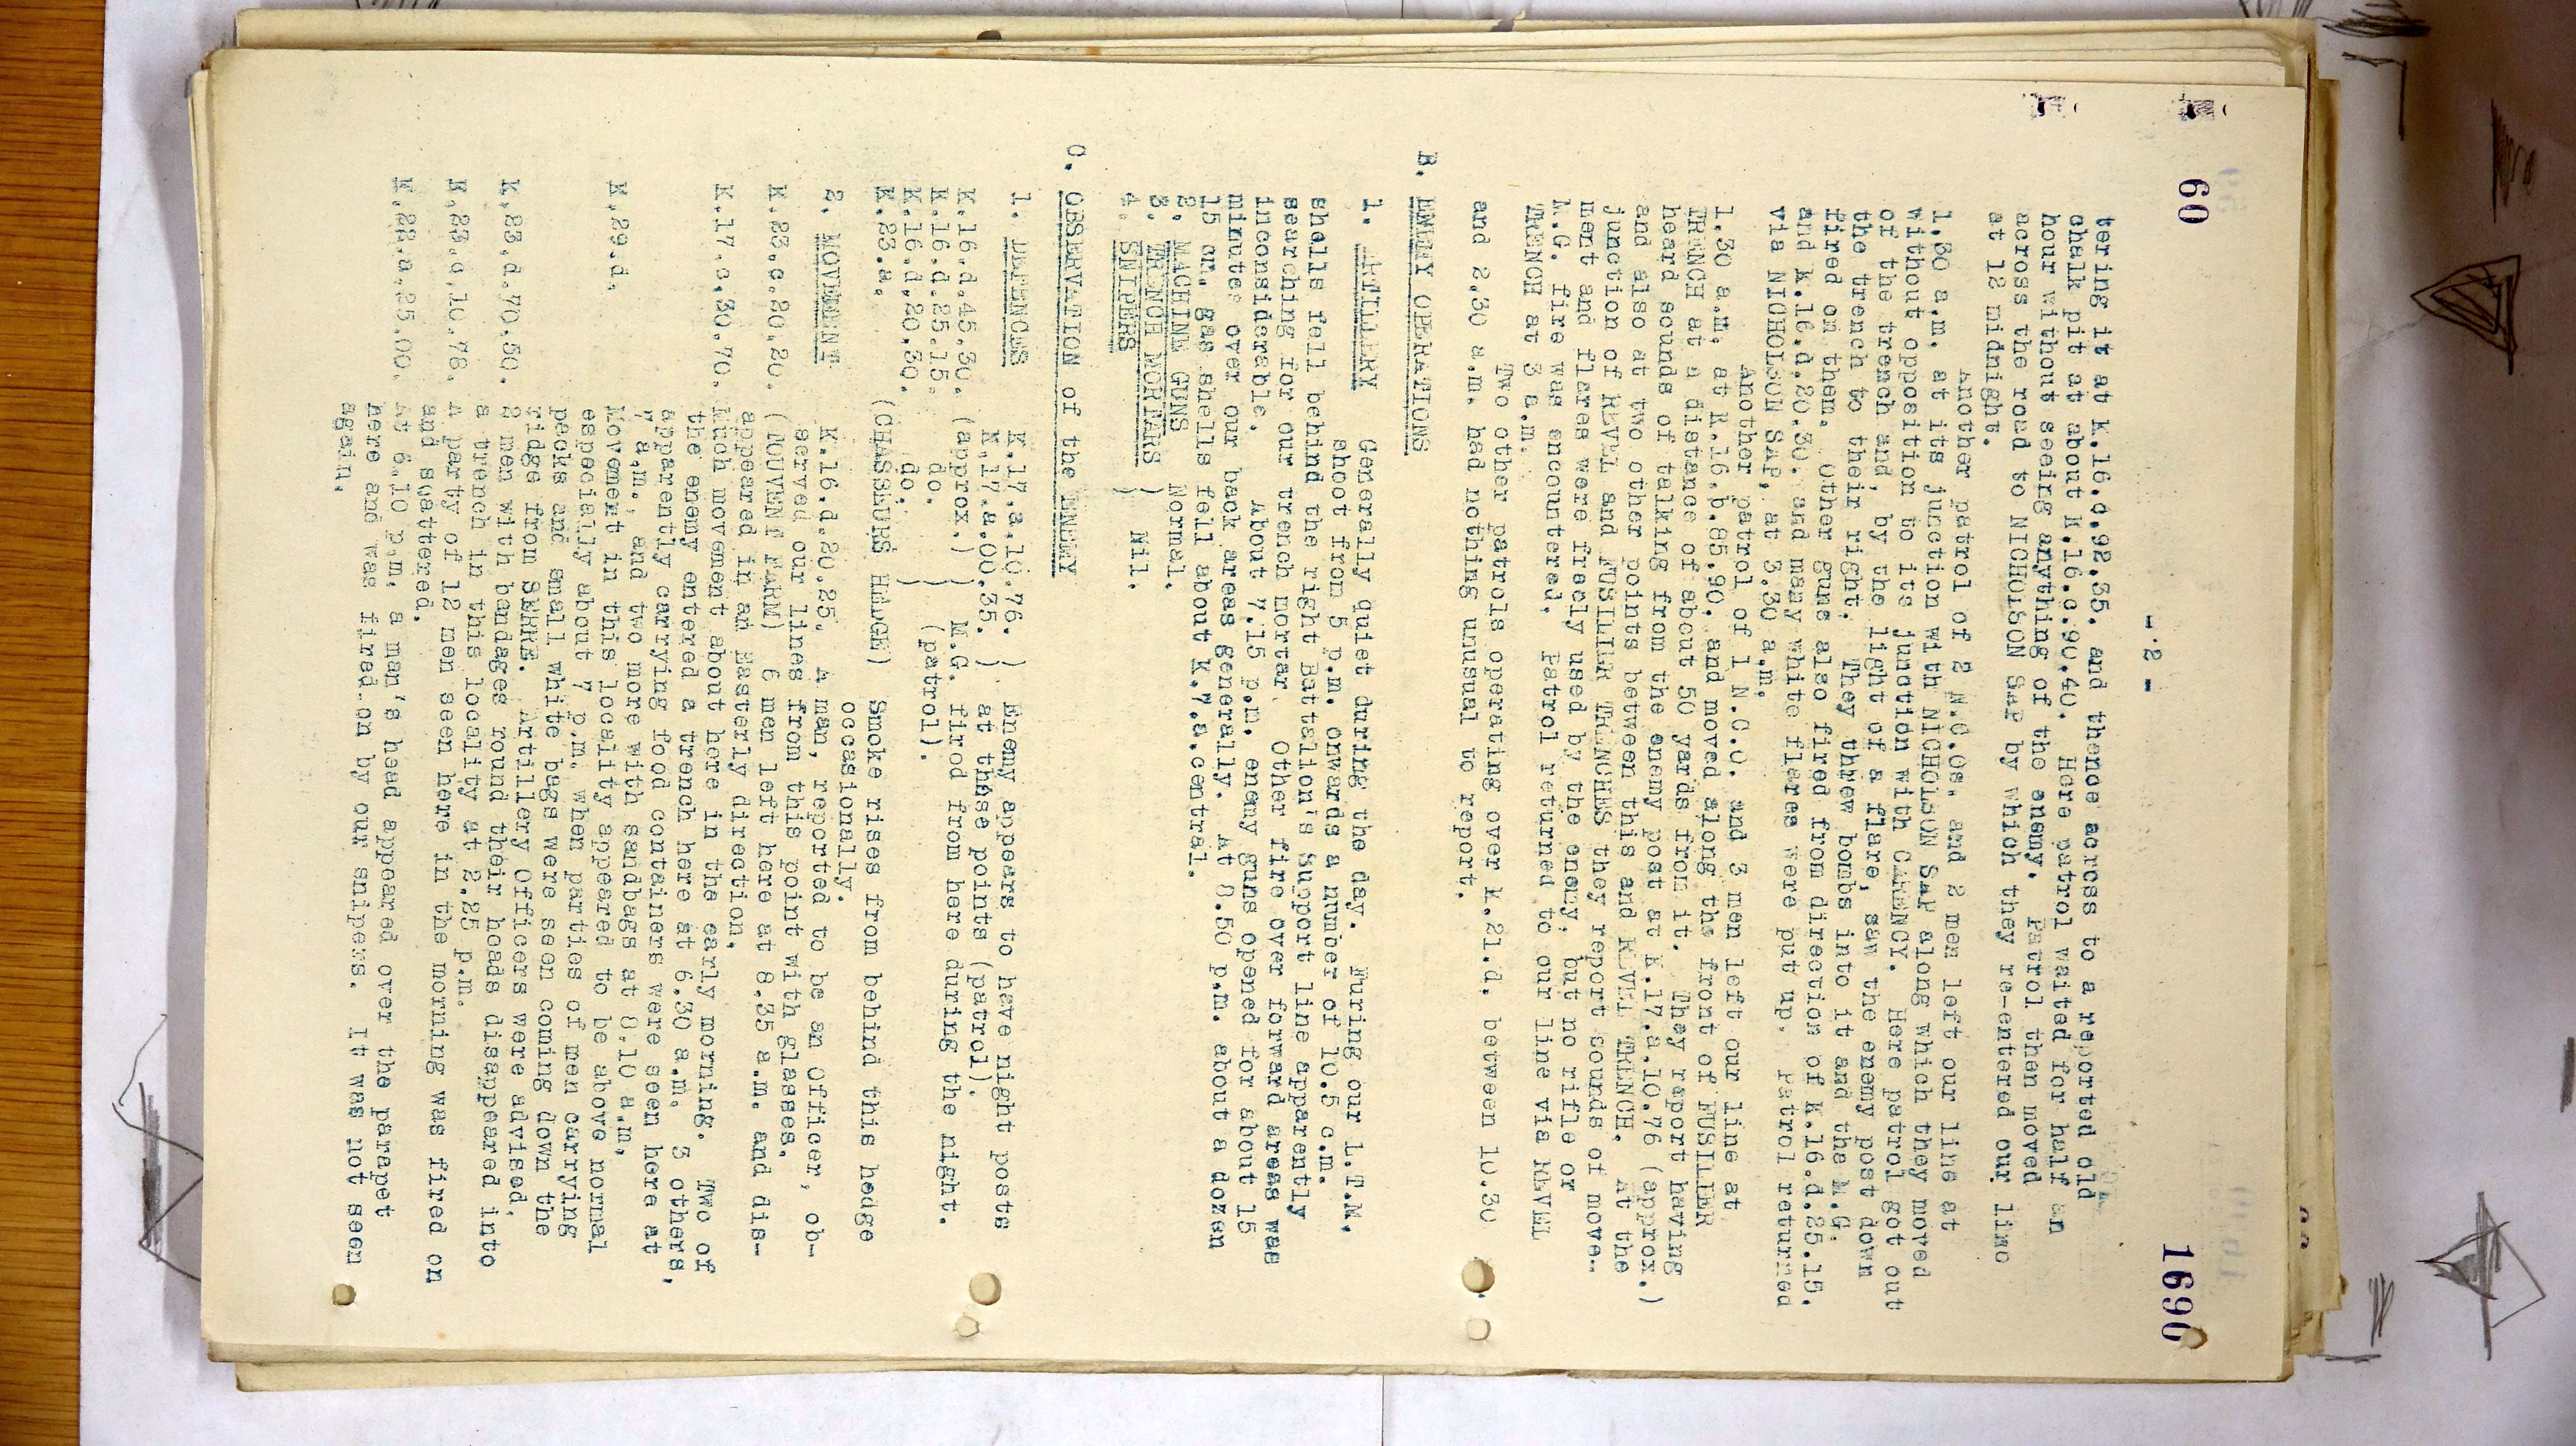 60
1690
- 2 -
tering it at K.16.d.92.35. and thence across to a reported old
chalk pit at about K.16.c.90.40. Here patrol waited for half an
hour without seeing anything of the enemy. Patrol then moved
across the road to NICHOLSON SAP by which they re-entered our line
at 12 midnight.
Another patrol of 2 N.C.Os. and 2 men left our line at
1.30 a.m. at its junction with NICHOLSON SAP along which they moved
without opposition to its junction with CARENCY. Here patrol got out
of the trench and, by the light of a flare, saw the enemy post down
the trench to their right. They threw bombs into it and the M.G.
fired on them. Other guns also fired from direction of K.16.d.25.15.
and K.16.d.20.30. and many white flares were put up. Patrol returned
via NICHOLSON SAP, at 3.30 a.m.
Another patrol of 1 N.C.O. and 3 men left our line at
1.30 a.m. at K.16.b.85.90. and moved along the front of FUSILIER
TRENCH at a distance of about 50 yards from it. They report having
heard sounds of talking from the enemy post at K.17.a.10.76 (approx.)
and also at two other points between this and REVEL TRENCH. At the
junction of REVEL and FUSILIER TRENCHES they report sounds of move-
ment and flares were freely used by the enemy, but no rifle or
M.G. fire was encountered. Patrol returned to our line via REVEL
TRENCH at 3 a.m.
Two other patrols operating over K.21.d. between 10.30
and 2.30 a.m. had nothing unusual to report.
B. ENEMY OPERATIONS
1. ARTILLERY Generally quiet during the day. During our L.T.M.
shoot from 5 p.m. onwards a number of 10.5 c.m.
shells fell behind the right Battalion's Support line apparently
searching for our trench mortar. Other fire over forward areas was
inconsiderable. About 7.15 p.m. enemy guns opened for about 15
minutes over our back areas generally. At 8.50 p.m. about a dozen
15 cm. gas shells fell about K.7.a.central.
2. MACHINE GUNS Normal.
3. TRENCH MORTARS )
4. SNIPERS ) Nil.
C. OBSERVATION of the ENEMY
1. DEFENCES K.17.a.10.76. ) Enemy appears to have night posts
K.17.a.00.35. ) at these points (patrol).
K.16.d.45.30. (approx.) ) M.G. fired from here during the night.
K.16.d.25.15. do. ) (patrol).
K.16.d.20.30. do. )
K.23.a. (CHASSEURS HEDGE) Smoke rises from behind this hedge
occasionally.
2. MOVEMENT K.16.d.20.25. A man, reported to be an Officer, ob-
served our lines from this point with glasses.
K.23.c.20.20. (MOUVENT FARM) 6 men left here at 8.35 a.m. and dis-
appeared in an Easterly direction.
K.17.c.30.70. Much movement about here in the early morning. Two of
the enemy entered a trench here at 6.30 a.m. 3 others,
apparently carrying food containers were seen here at
7 a.m., and two more with sandbags at 8.10 a.m.
K.29.d. Movement in this locality appeared to be above normal
especially about 7 p.m. when parties of men carrying
packs and small white bags were seen coming down the
ridge from SERRE. Artillery Officers were advised.
K.23.d.70.50. 2 men with bandages round their heads disappeared into
a trench in this locality at 2.25 p.m.
K.23.d.10.78. A party of 12 men seen here in the morning was fired on
and scattered.
K.22.a.25.00. At 6.10 p.m. a man's head appeared over the parapet
here and was fired on by our snipers. It was not seen
again.